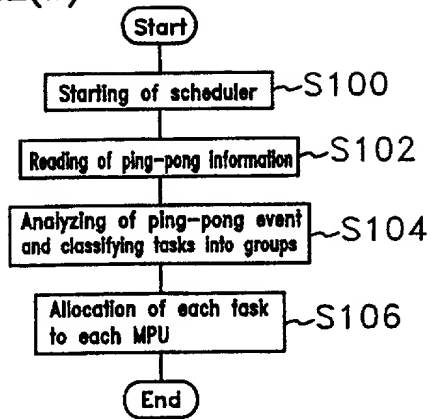 Start
Starting of scheduler
S100
Reading of ping-pong information
S102
Analyzing of ping-pong event
and classifying tasks into groups
S104
Allocation of each task
to each MPU
S106
End